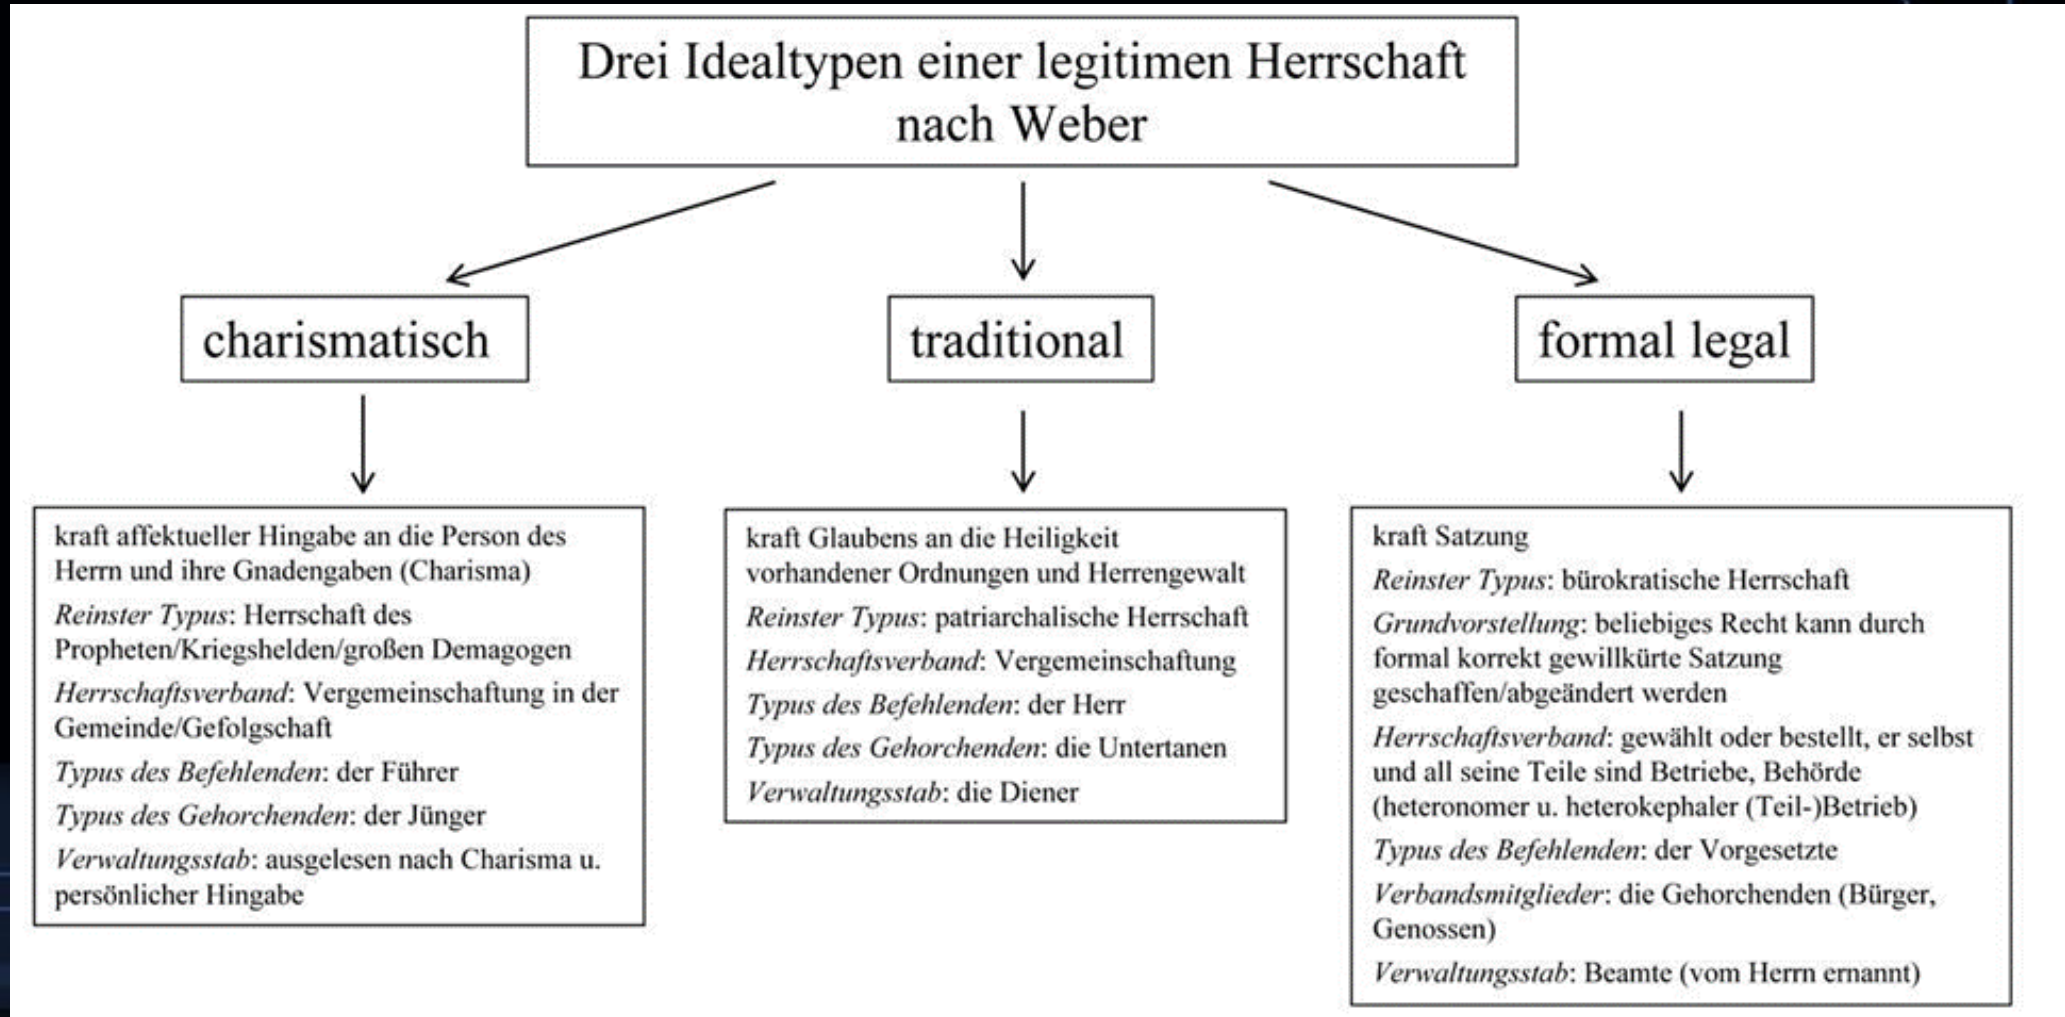 Drei Idealtypen einer legitimen Herrschaft
nach Weber
charismatisch
traditional
formal legal
kraft affektueller Hingabe an die Person des
Herrn und ihre Gnadengaben (Charisma)
Reinster Typus: Herrschaft des
Propheten/Kriegshelden/großen Demagogen
Herrschaftsverband: Vergemeinschaftung in der
Gemeinde/Gefolgschaft
Typus des Befehlenden: der Führer
Typus des Gehorchenden: der Jünger
Verwaltungsstab: ausgelesen nach Charisma u.
persönlicher Hingabe
kraft Glaubens an die Heiligkeit
vorhandener Ordnungen und Herrengewalt
Reinster Typus: patriarchalische Herrschaft
Herrschaftsverband: Vergemeinschaftung
Typus des Befehlenden: der Herr
Typus des Gehorchenden: die Untertanen
Verwaltungsstab: die Diener
kraft Satzung
Reinster Typus: bürokratische Herrschaft
Grundvorstellung: beliebiges Recht kann durch
formal korrekt gewillkürte Satzung
geschaffen/abgeändert werden
Herrschaftsverband: gewählt oder bestellt, er selbst
und all seine Teile sind Betriebe, Behörde
(heteronomer u. heterokephaler (Teil-)Betrieb)
Typus des Befehlenden: der Vorgesetzte
Verbandsmitglieder: die Gehorchenden (Bürger,
Genossen)
Verwaltungsstab: Beamte (vom Herrn ernannt)